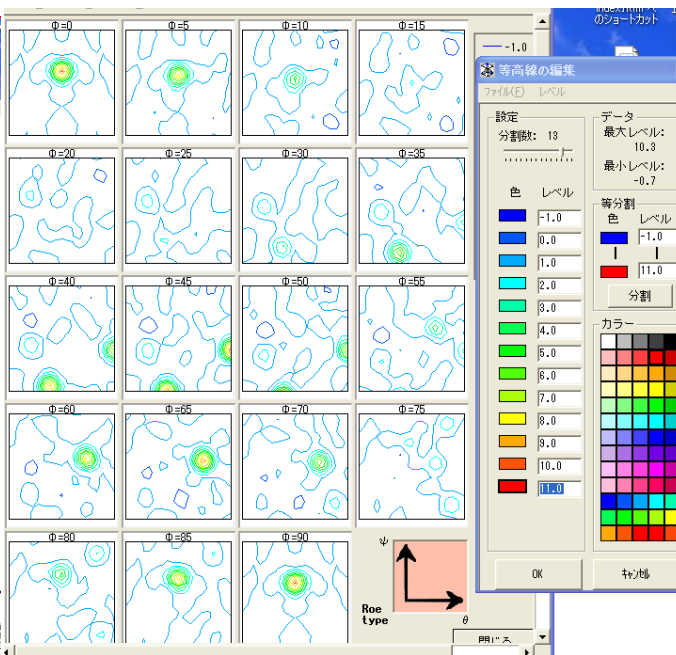 Φ=0
Φ=5
Φ=10
Φ=15
Φ=20
Φ=25
Φ=30
Φ=35
Φ=40
Φ=45
Φ=50
Φ=55
Φ=60
Φ=65
Φ=70
Φ=75
Φ=80
Φ=85
Φ=90
ψ
θ
Roe
type
閉じる
-1.0
のショートカット
等高線の編集
ファイル(F) レベル
設定
分割数: 13
色 レベル
-1.0
0.0
1.0
2.0
3.0
4.0
5.0
6.0
7.0
8.0
9.0
10.0
11.0
データ
最大レベル:
10.3
最小レベル:
-0.7
等分割
色 レベル
-1.0
11.0
分割
カラー
OK
キャンセル